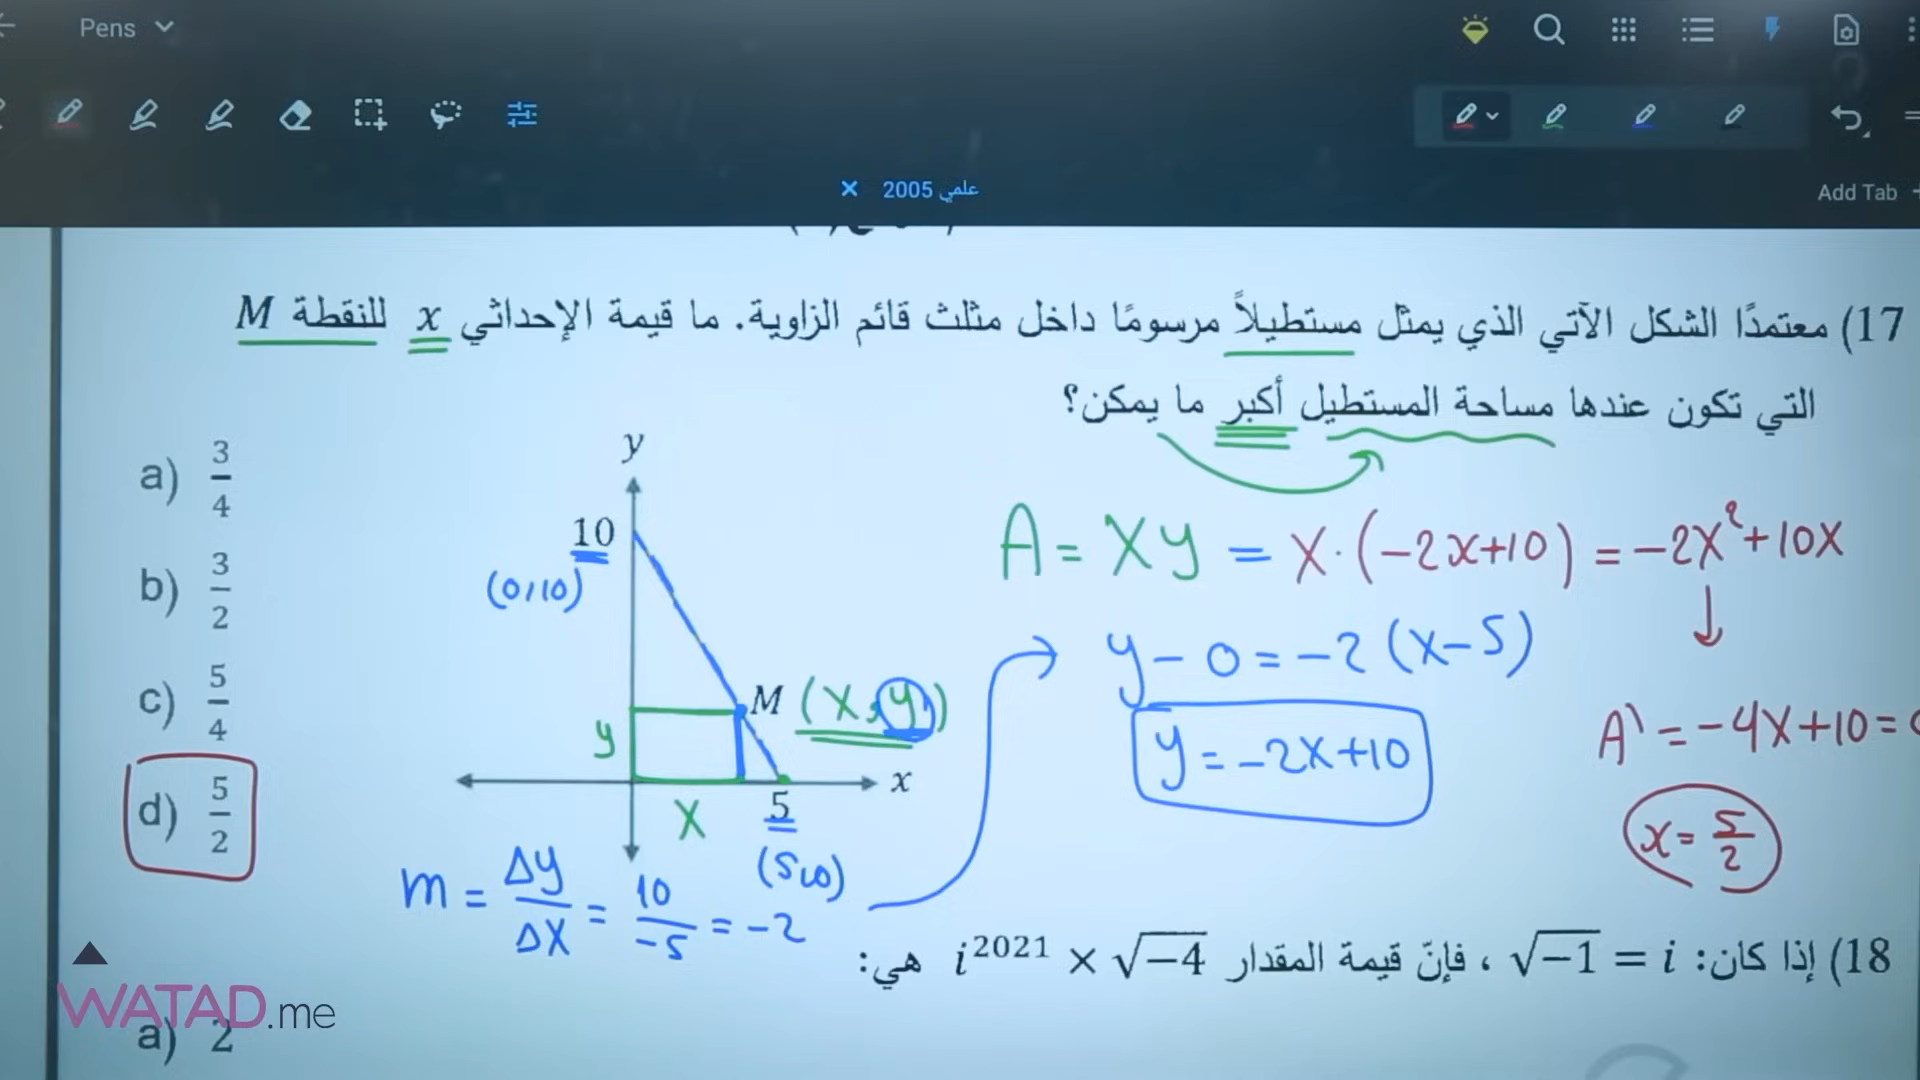 Pens
علمي 2005
Add Tab
17) معتمدًا الشكل الآتي الذي يمثل مستطيلاً مرسومًا داخل مثلث قائم الزاوية. ما قيمة الإحداثي x للنقطة M
التي تكون عندها مساحة المستطيل أكبر ما يمكن؟
a) 3/4
b) 3/2
c) 5/4
d) 5/2
y
10
(0,10)
M (x,y)
y
x
X
5
(5,0)
m = Δy/Δx = 10/-5 = -2
A = Xy = x·(-2x+10) = -2x²+10x
y - 0 = -2(x-5)
y = -2x+10
A' = -4x+10=0
x = 5/2
18) إذا كان: √-1 = i ، فإنّ قيمة المقدار i^2021 × √-4 هي:
WATAD.me
a) 2